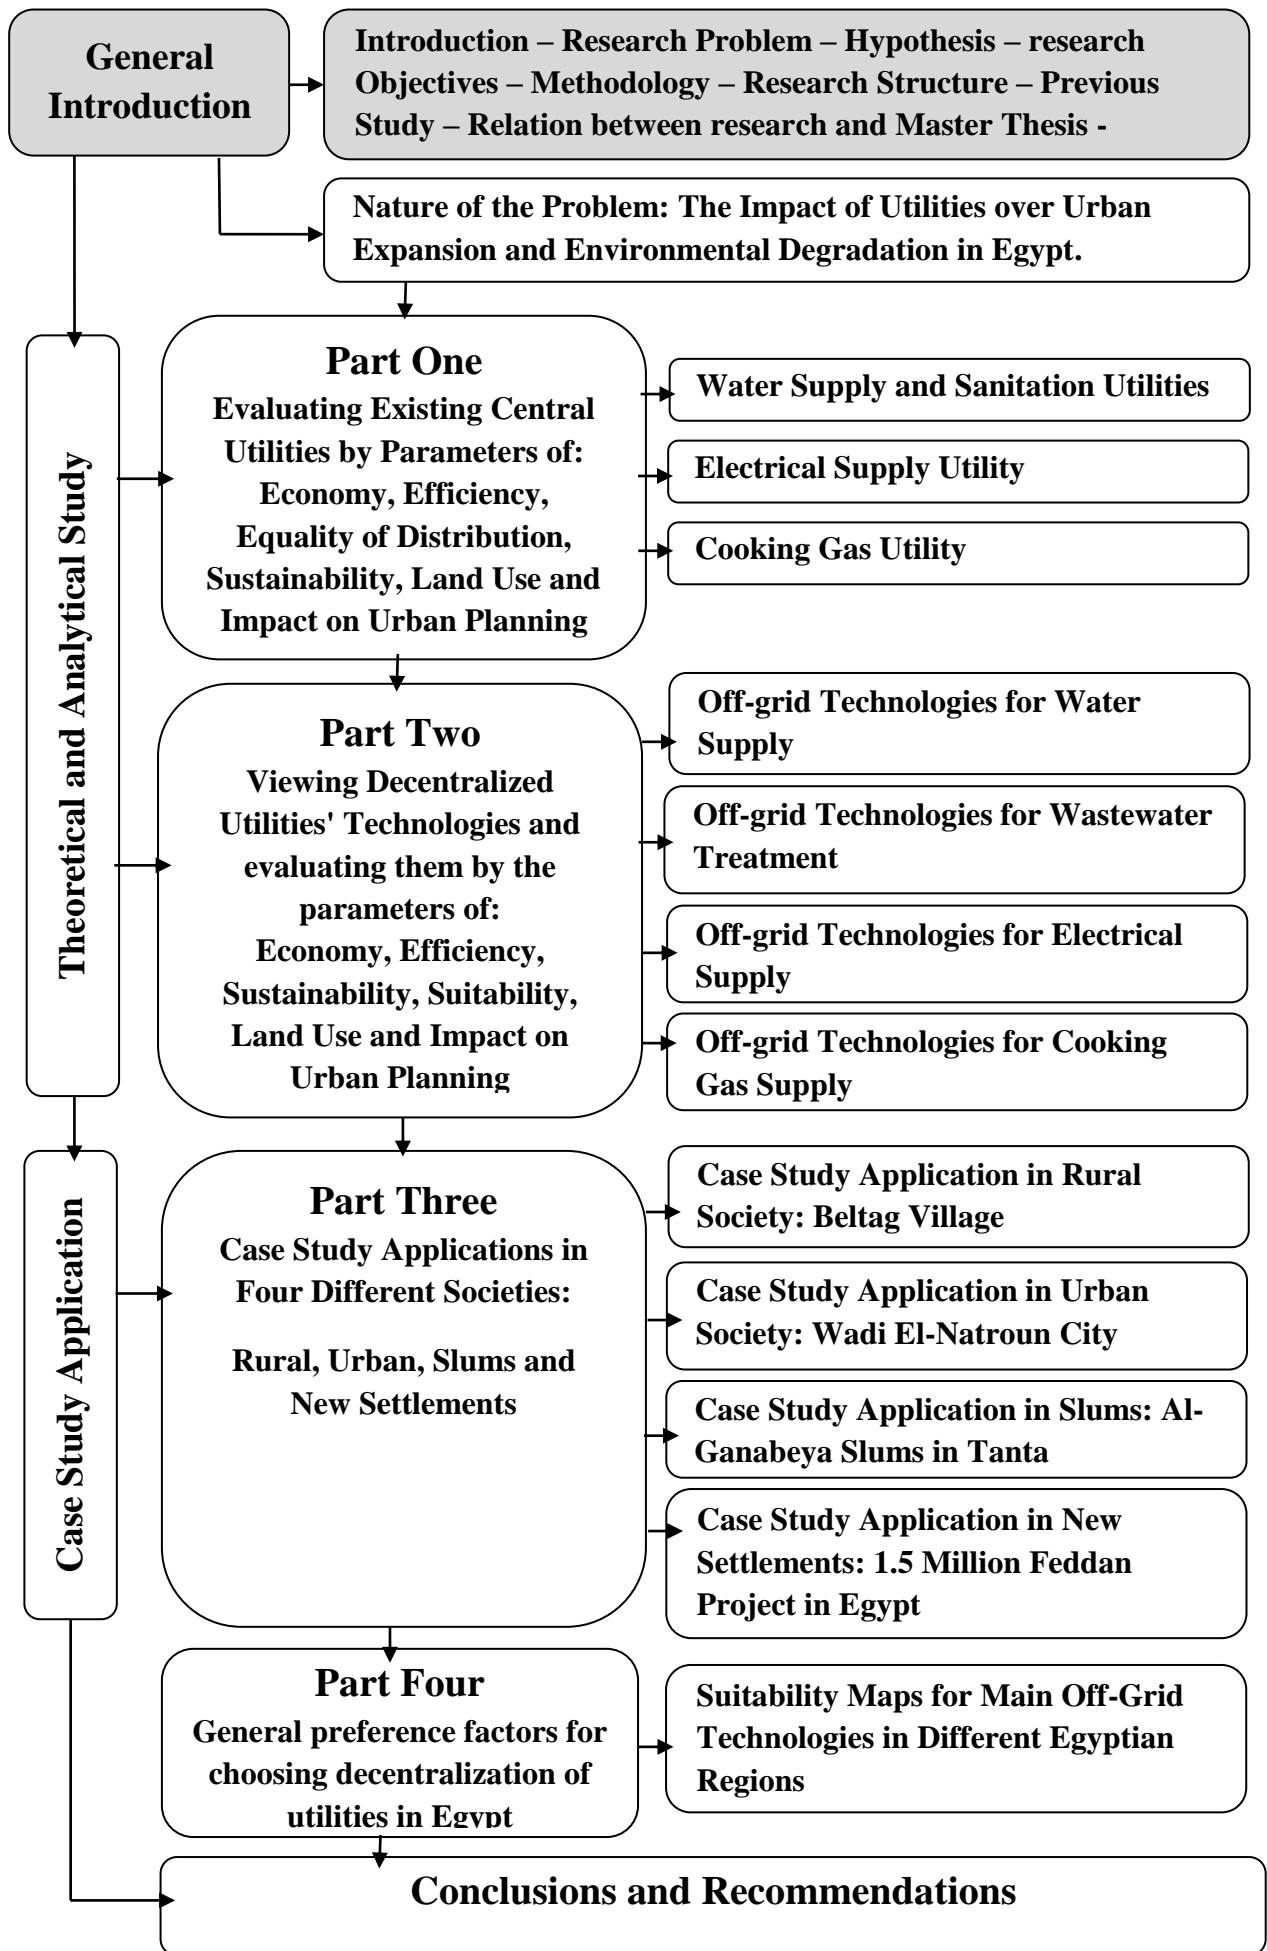 General
Introduction
Introduction – Research Problem – Hypothesis – research
Objectives – Methodology – Research Structure – Previous
Study – Relation between research and Master Thesis -
Nature of the Problem: The Impact of Utilities over Urban
Expansion and Environmental Degradation in Egypt.
Theoretical and Analytical Study
Part One
Evaluating Existing Central
Utilities by Parameters of:
Economy, Efficiency,
Equality of Distribution,
Sustainability, Land Use and
Impact on Urban Planning
Water Supply and Sanitation Utilities
Electrical Supply Utility
Cooking Gas Utility
Part Two
Viewing Decentralized
Utilities' Technologies and
evaluating them by the
parameters of:
Economy, Efficiency,
Sustainability, Suitability,
Land Use and Impact on
Urban Planning
Off-grid Technologies for Water
Supply
Off-grid Technologies for Wastewater
Treatment
Off-grid Technologies for Electrical
Supply
Off-grid Technologies for Cooking
Gas Supply
Case Study Application
Part Three
Case Study Applications in
Four Different Societies:
Rural, Urban, Slums and
New Settlements
Case Study Application in Rural
Society: Beltag Village
Case Study Application in Urban
Society: Wadi El-Natroun City
Case Study Application in Slums: Al-
Ganabeya Slums in Tanta
Case Study Application in New
Settlements: 1.5 Million Feddan
Project in Egypt
Part Four
General preference factors for
choosing decentralization of
utilities in Egypt
Suitability Maps for Main Off-Grid
Technologies in Different Egyptian
Regions
Conclusions and Recommendations